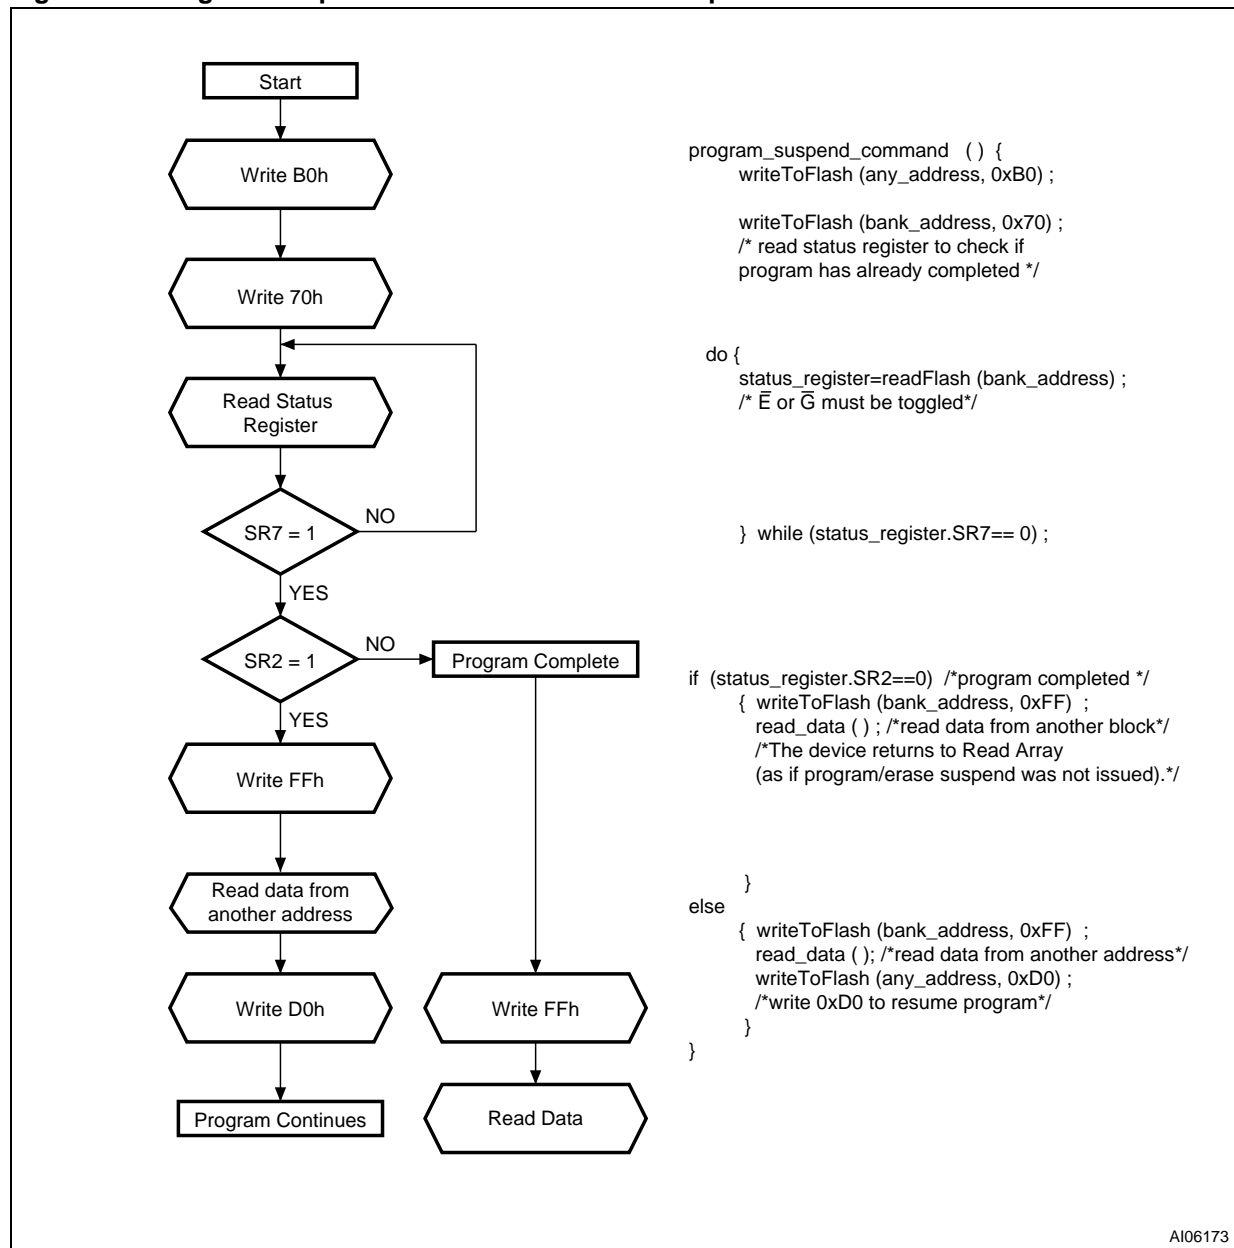 Start
Write B0h
Write 70h
Read Status
Register
SR7 = 1
NO
YES
SR2 = 1
NO
Program Complete
YES
Write FFh
Read data from
another address
Write D0h
Write FFh
Program Continues
Read Data
program_suspend_command ( ) {
writeToFlash (any_address, 0xB0) ;
writeToFlash (bank_address, 0x70) ;
/* read status register to check if
program has already completed */
do {
status_register=readFlash (bank_address) ;
/* E̅ or G̅ must be toggled*/
} while (status_register.SR7== 0) ;
if (status_register.SR2==0) /*program completed */
{ writeToFlash (bank_address, 0xFF) ;
read_data ( ) ; /*read data from another block*/
/*The device returns to Read Array
(as if program/erase suspend was not issued).*/
}
else
{ writeToFlash (bank_address, 0xFF) ;
read_data ( ); /*read data from another address*/
writeToFlash (any_address, 0xD0) ;
/*write 0xD0 to resume program*/
}
}
AI06173